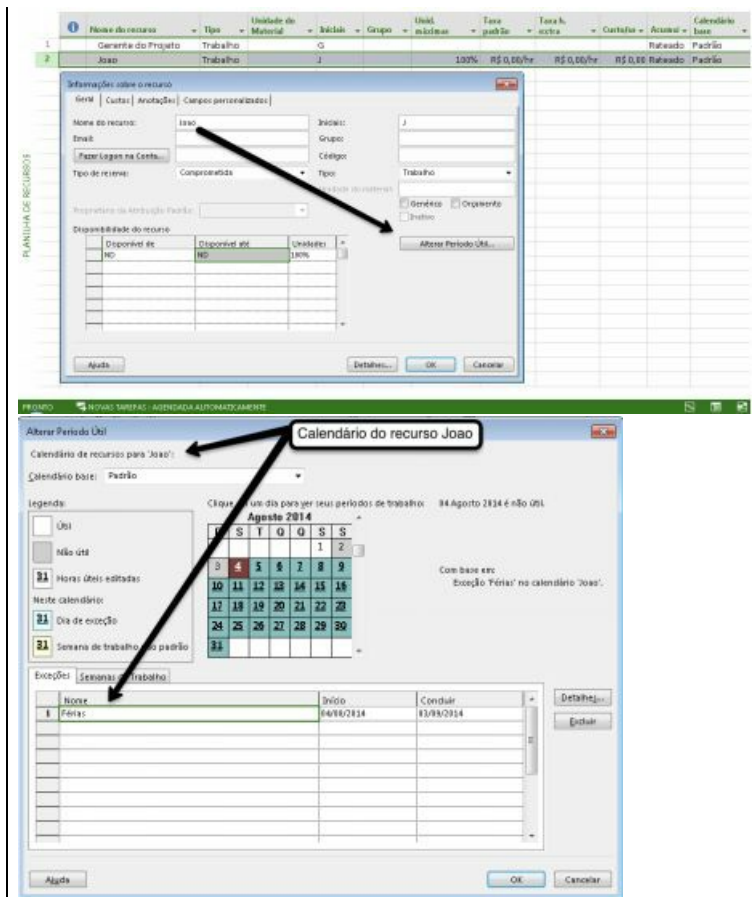 Nome do recurso Tipo Unidade do Material Iniciais Grupo Unid. máximas Taxa padrão Taxa h. extra Custo/uso Acumul Calendário base
1 Gerente do Projeto Trabalho G Rateado Padrão
2 Joao Trabalho J 100% R$ 0,00/hr R$ 0,00/hr R$ 0,00 Rateado Padrão
PLANILHA DE RECURSOS
Informações sobre o recurso
Geral Custos Anotações Campos personalizados
Nome do recurso: Joao Iniciais: J
Email: Grupo:
Fazer Logon na Conta... Código:
Tipo de reserva: Comprometida Tipo: Trabalho
Unidade do material:
Genérico Orçamento
Proprietário da Atribuição Padrão: Inativo
Disponibilidade do recurso
Disponível de Disponível até Unidades Alterar Período Útil...
ND ND 100%
Ajuda Detalhes... OK Cancelar
PRONTO NOVAS TAREFAS : AGENDADA AUTOMATICAMENTE
Alterar Período Útil Calendário do recurso Joao
Calendário de recursos para 'Joao':
Calendário base: Padrão
Legenda: Clique em um dia para ver seus períodos de trabalho: 04 Agosto 2014 é não útil.
Útil Agosto 2014
D S T Q Q S S
Não útil 1 2
3 4 5 6 7 8 9 Com base em:
31 Horas úteis editadas 10 11 12 13 14 15 16 Exceção 'Férias' no calendário 'Joao'.
Neste calendário: 17 18 19 20 21 22 23
31 Dia de exceção 24 25 26 27 28 29 30
31 Semana de trabalho não padrão 31
Exceções Semanas de Trabalho
Nome Início Concluir Detalhes...
1 Férias 04/08/2014 03/09/2014 Excluir
Ajuda OK Cancelar